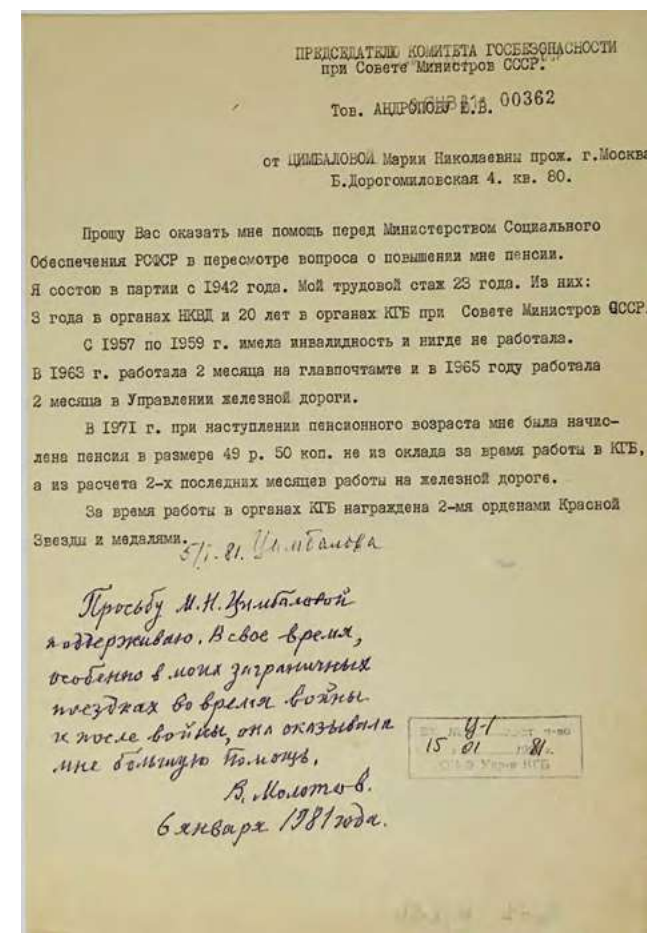 ПРЕДСЕДАТЕЛЮ КОМИТЕТА ГОСБЕЗОПАСНОСТИ
при Совете Министров СССР.
Тов. АНДРОПОВУ Ю.В. 00362
от ЦИМБАЛОВОЙ Марии Николаевны прож. г.Москва
Б.Дорогомиловская 4. кв. 80.
Прошу Вас оказать мне помощь перед Министерством Социального
Обеспечения РСФСР в пересмотре вопроса о повышении мне пенсии.
Я состою в партии с 1942 года. Мой трудовой стаж 23 года. Из них:
3 года в органах НКВД и 20 лет в органах КГБ при Совете Министров СССР.
С 1957 по 1959 г. имела инвалидность и нигде не работала.
В 1963 г. работала 2 месяца на главпочтамте и в 1965 году работала
2 месяца в Управлении железной дороги.
В 1971 г. при наступлении пенсионного возраста мне была начис-
лена пенсия в размере 49 р. 50 коп. не из оклада за время работы в КГБ,
а из расчета 2-х последних месяцев работы на железной дороге.
За время работы в органах КГБ награждена 2-мя орденами Красной
Звезды и медалями.
5/I.81. Цимбалова
Просьбу М.Н. Цимбаловой
поддерживаю. В свое время,
особенно в моих заграничных
поездках во время войны
и после войны, она оказывала
мне большую помощь.
В. Молотов.
6 января 1981 года.
Ц-1
15 01 1981г.
КГБ